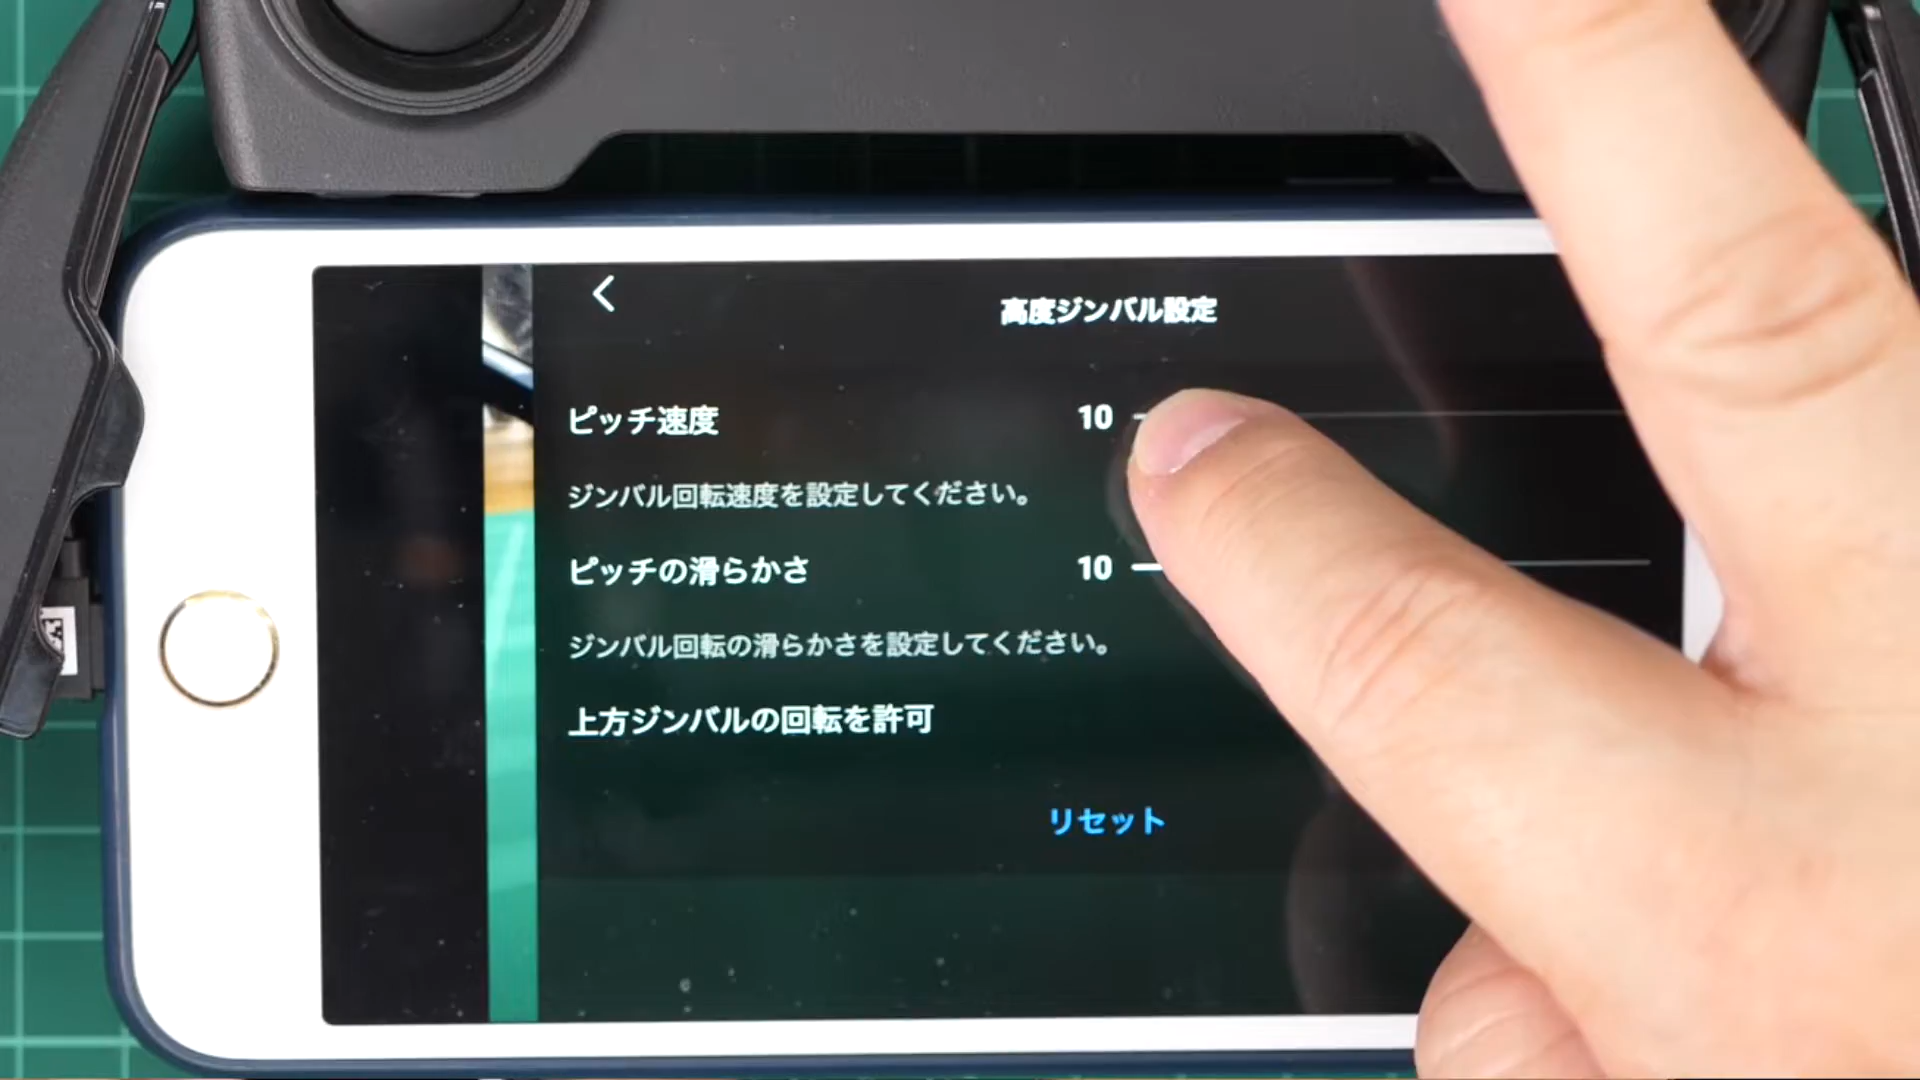 高度ジンバル設定
ピッチ速度 10
ジンバル回転速度を設定してください。
ピッチの滑らかさ 10
ジンバル回転の滑らかさを設定してください。
上方ジンバルの回転を許可
リセット